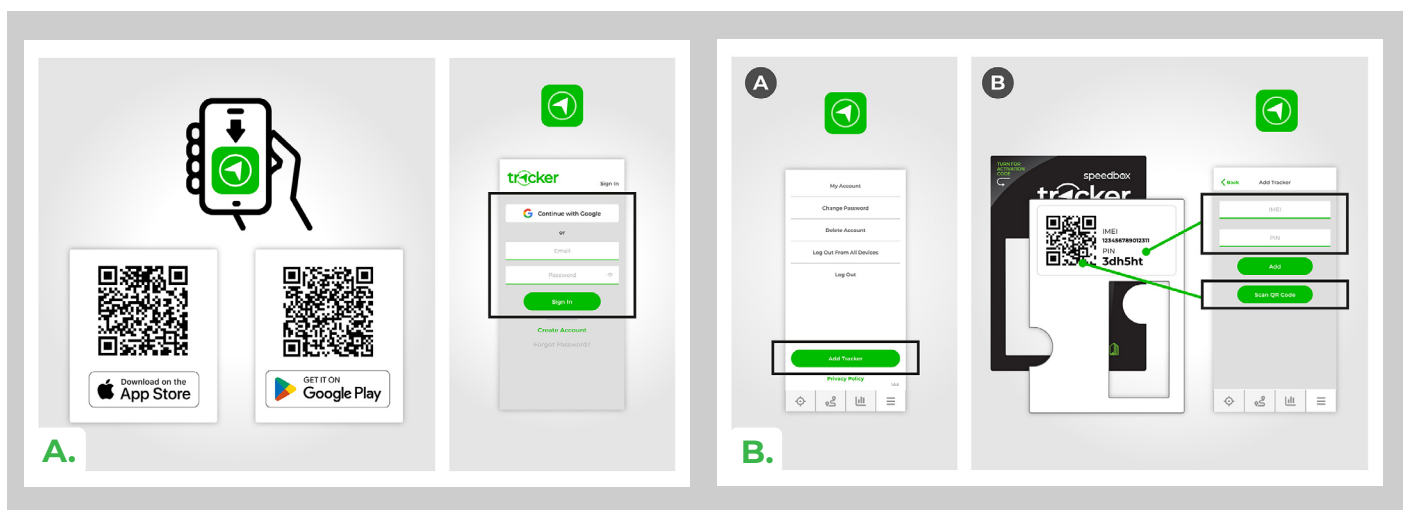 tracker
Sign In
Continue with Google
or
Email
Password
Sign In
Create Account
Forgot Password?
Download on the
App Store
GET IT ON
Google Play
A.
A
My Account
Change Password
Delete Account
Log Out From All Devices
Log Out
Add Tracker
Privacy Policy
B
TURN FOR
ACTIVATION
CODE
speedbox
tracker
IMEI
123456789012311
PIN
3dh5ht
Back
Add Tracker
IMEI
PIN
Add
Scan QR Code
B.